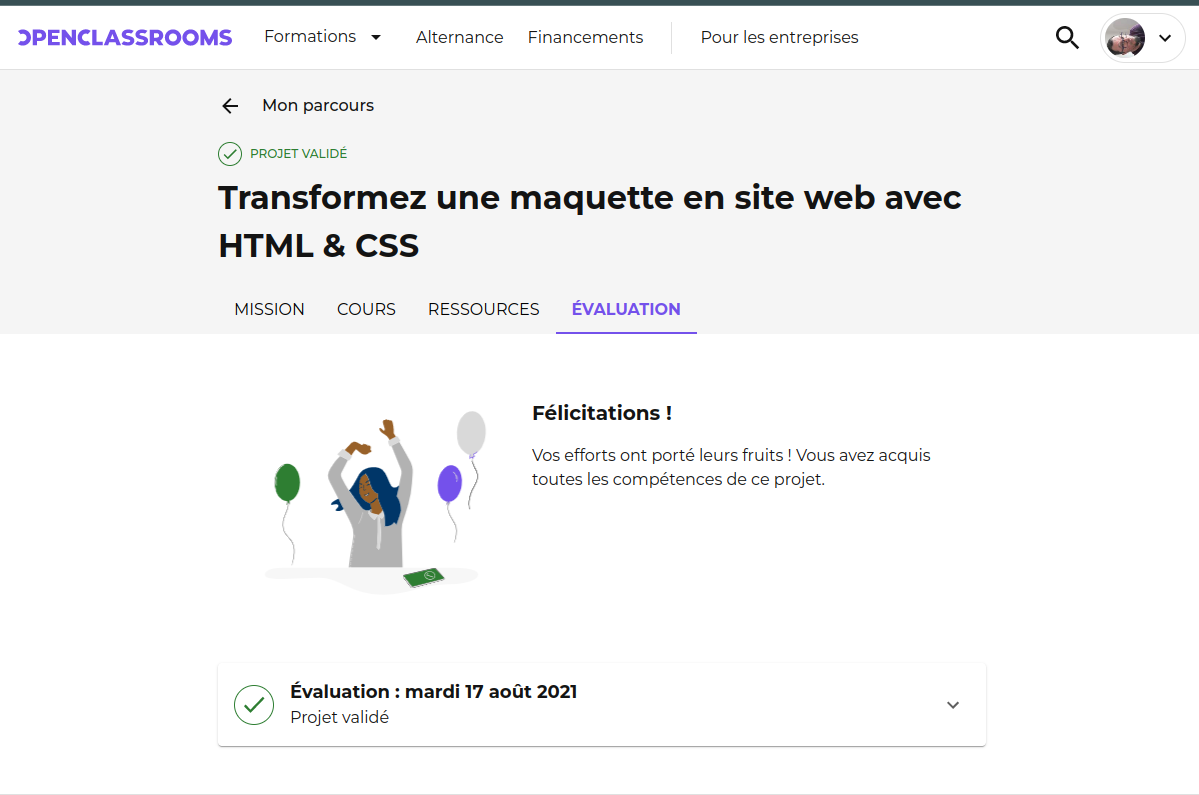 OPENCLASSROOMS
Formations
Alternance
Financements
Pour les entreprises
Mon parcours
PROJET VALIDÉ
Transformez une maquette en site web avec
HTML & CSS
MISSION
COURS
RESSOURCES
ÉVALUATION
Félicitations !
Vos efforts ont porté leurs fruits ! Vous avez acquis
toutes les compétences de ce projet.
Évaluation : mardi 17 août 2021
Projet validé